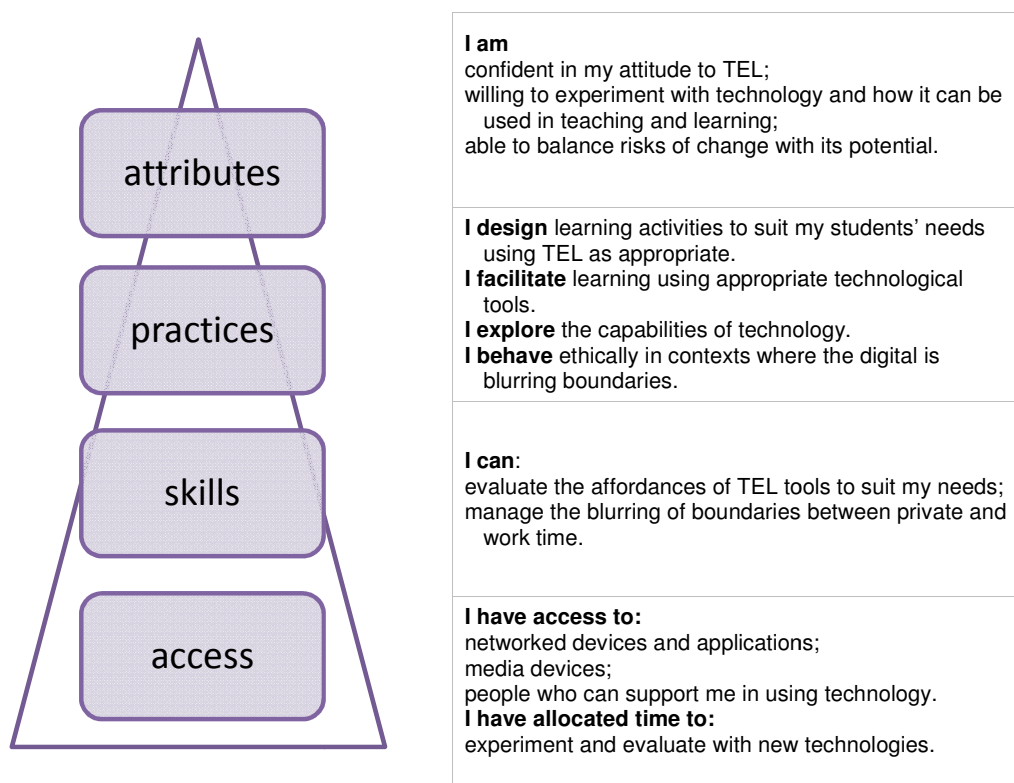 attributes
I am
confident in my attitude to TEL;
willing to experiment with technology and how it can be
used in teaching and learning;
able to balance risks of change with its potential.
practices
I design learning activities to suit my students’ needs
using TEL as appropriate.
I facilitate learning using appropriate technological
tools.
I explore the capabilities of technology.
I behave ethically in contexts where the digital is
blurring boundaries.
skills
I can:
evaluate the affordances of TEL tools to suit my needs;
manage the blurring of boundaries between private and
work time.
access
I have access to:
networked devices and applications;
media devices;
people who can support me in using technology.
I have allocated time to:
experiment and evaluate with new technologies.